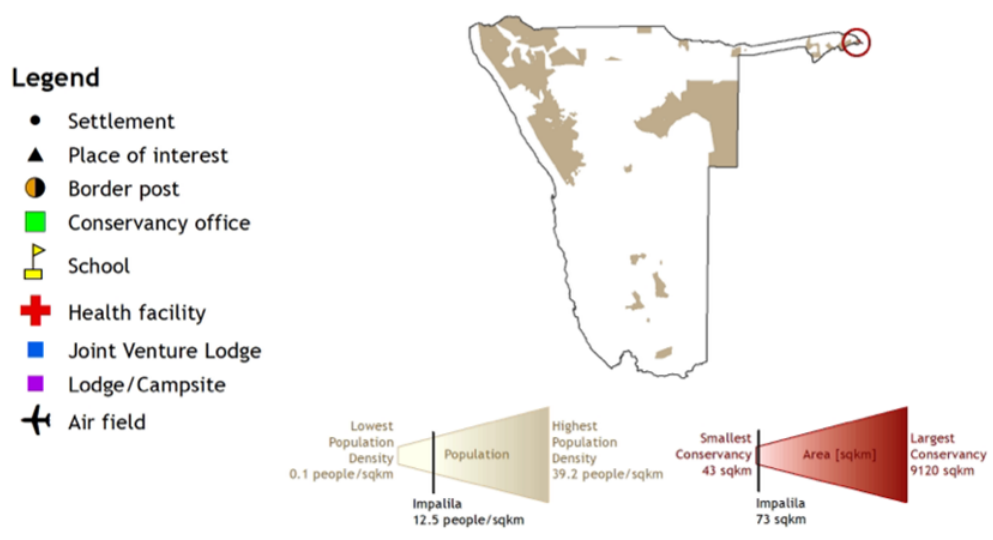 Legend
Settlement
Place of interest
Border post
Conservancy office
School
Health facility
Joint Venture Lodge
Lodge/Campsite
Air field
Lowest
Population
Density
0.1 people/sqkm
Population
Highest
Population
Density
39.2 people/sqkm
Impalila
12.5 people/sqkm
Smallest
Conservancy
43 sqkm
Area [sqkm]
Largest
Conservancy
9120 sqkm
Impalila
73 sqkm